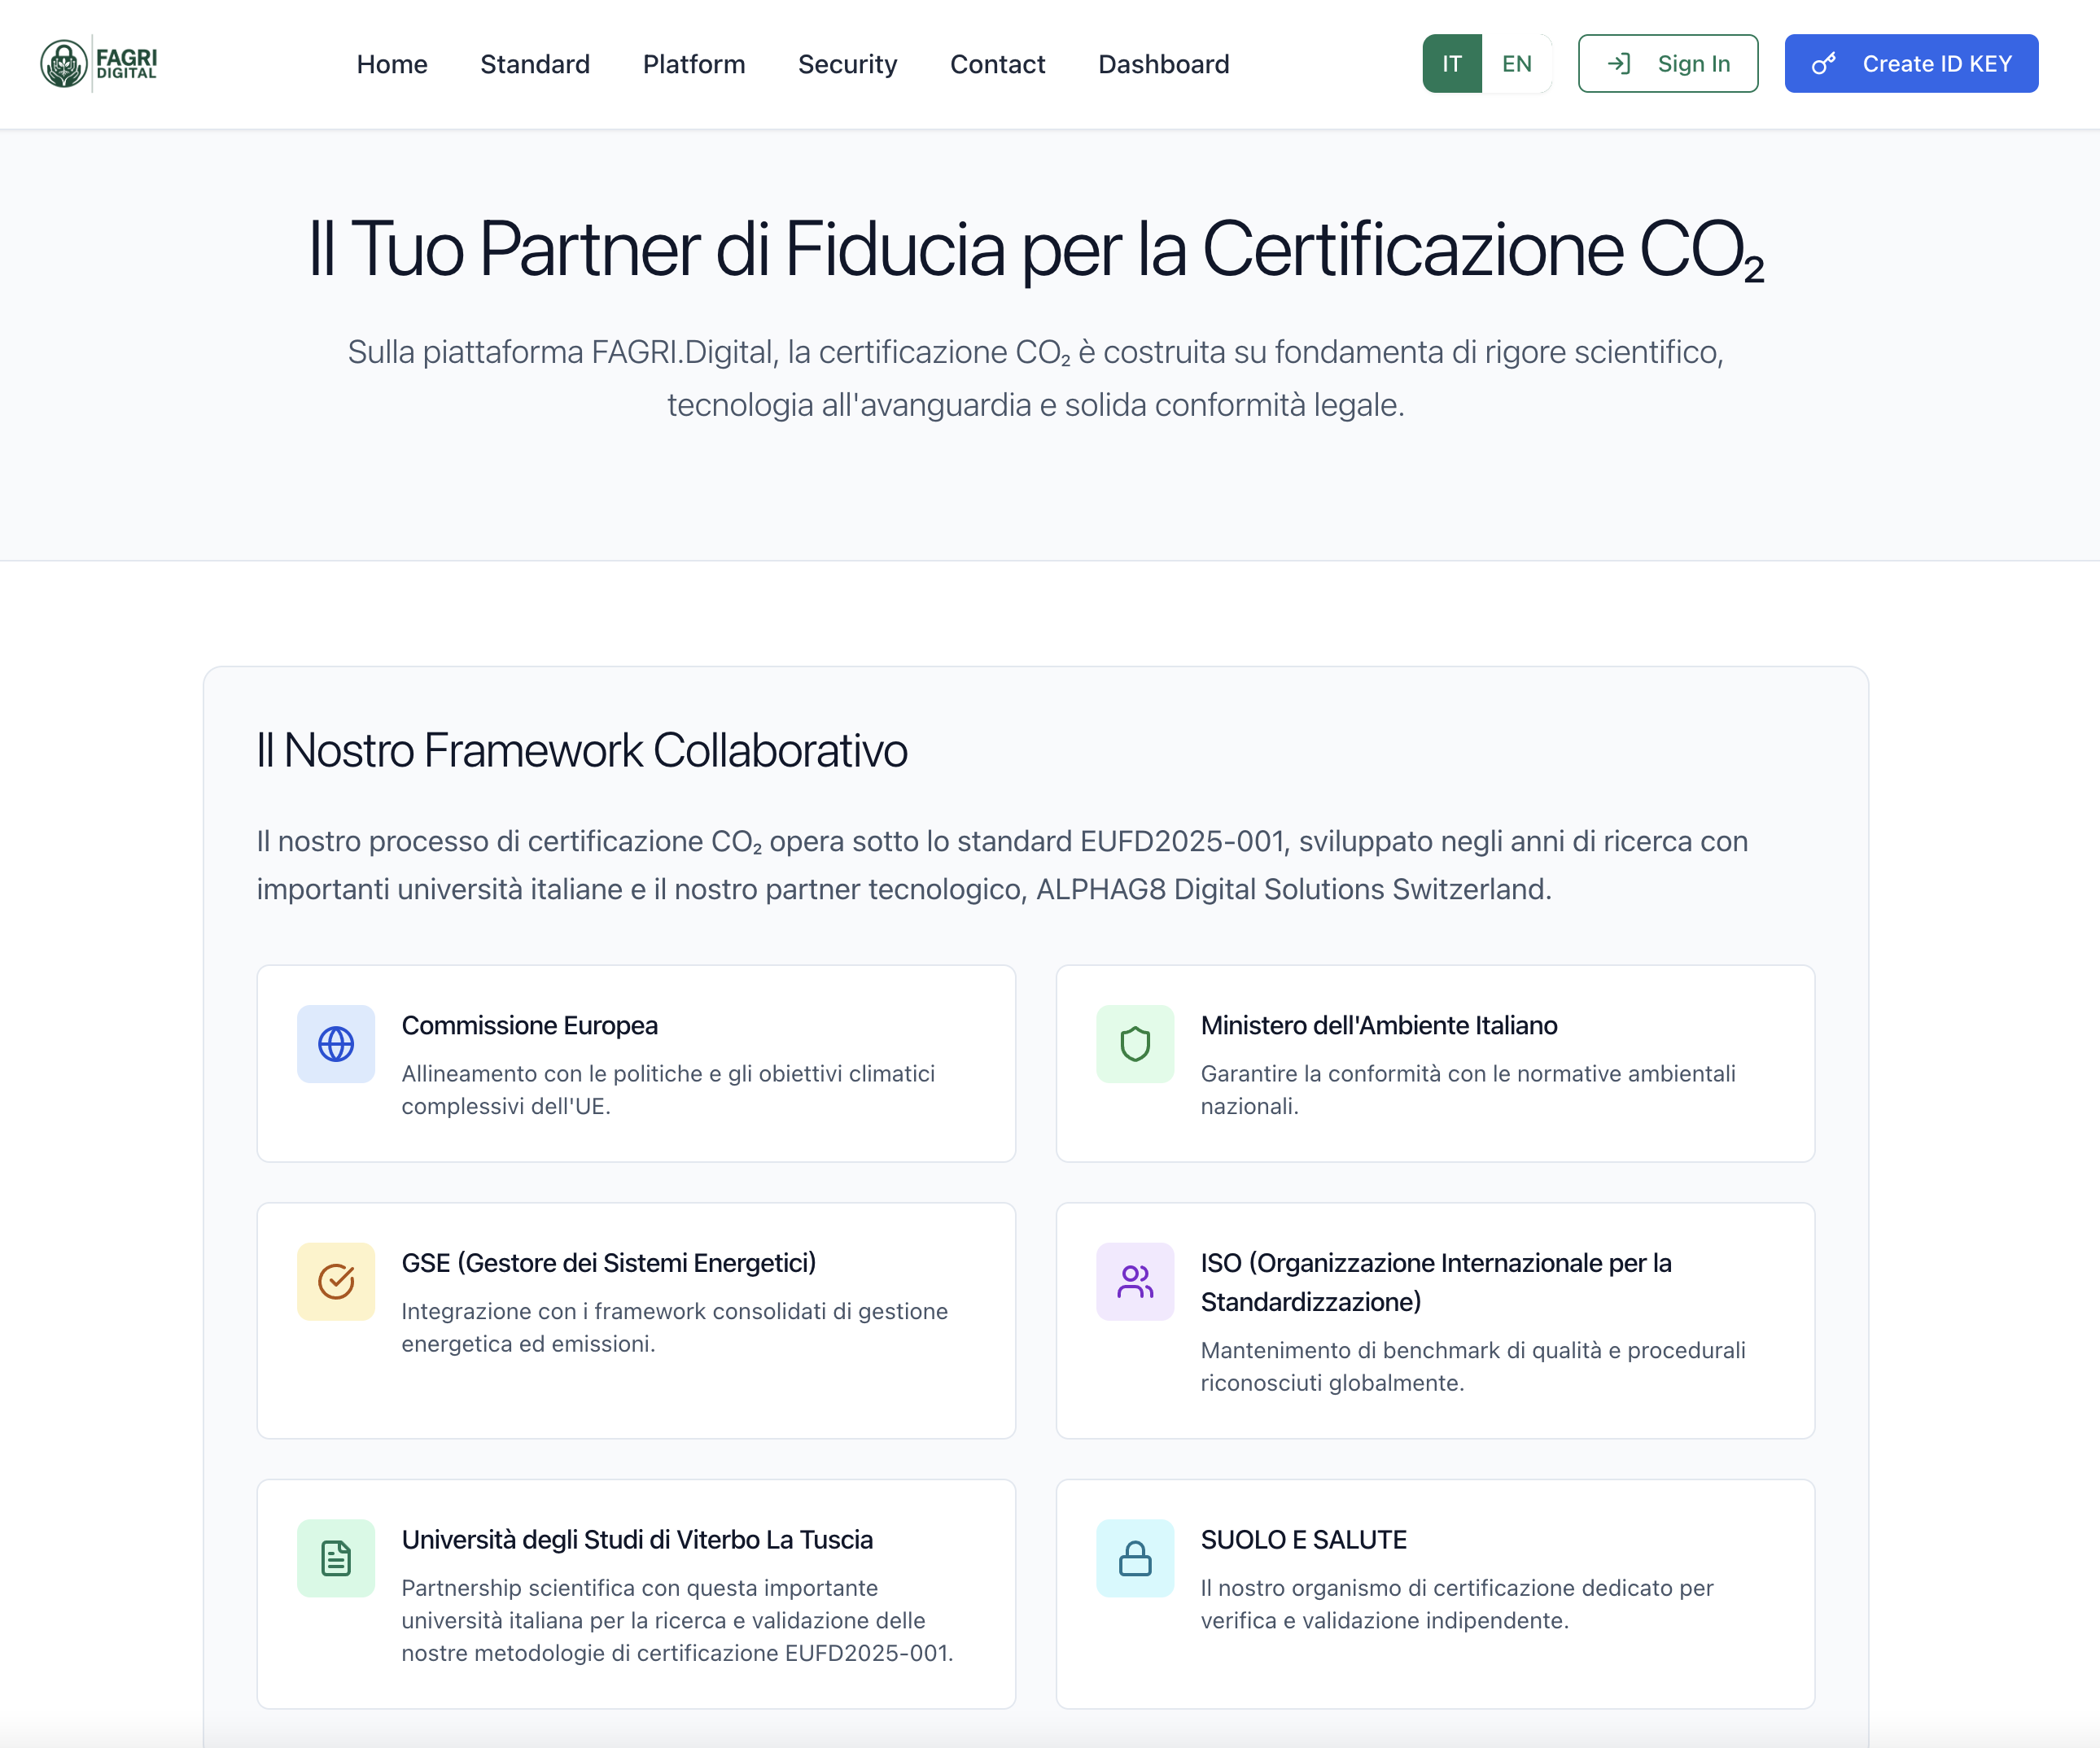 FAGRI
DIGITAL
Home
Standard
Platform
Security
Contact
Dashboard
IT
EN
Sign In
Create ID KEY
Il Tuo Partner di Fiducia per la Certificazione CO₂
Sulla piattaforma FAGRI.Digital, la certificazione CO₂ è costruita su fondamenta di rigore scientifico,
tecnologia all'avanguardia e solida conformità legale.
Il Nostro Framework Collaborativo
Il nostro processo di certificazione CO₂ opera sotto lo standard EUFD2025-001, sviluppato negli anni di ricerca con
importanti università italiane e il nostro partner tecnologico, ALPHAG8 Digital Solutions Switzerland.
Commissione Europea
Allineamento con le politiche e gli obiettivi climatici
complessivi dell'UE.
Ministero dell'Ambiente Italiano
Garantire la conformità con le normative ambientali
nazionali.
GSE (Gestore dei Sistemi Energetici)
Integrazione con i framework consolidati di gestione
energetica ed emissioni.
ISO (Organizzazione Internazionale per la
Standardizzazione)
Mantenimento di benchmark di qualità e procedurali
riconosciuti globalmente.
Università degli Studi di Viterbo La Tuscia
Partnership scientifica con questa importante
università italiana per la ricerca e validazione delle
nostre metodologie di certificazione EUFD2025-001.
SUOLO E SALUTE
Il nostro organismo di certificazione dedicato per
verifica e validazione indipendente.